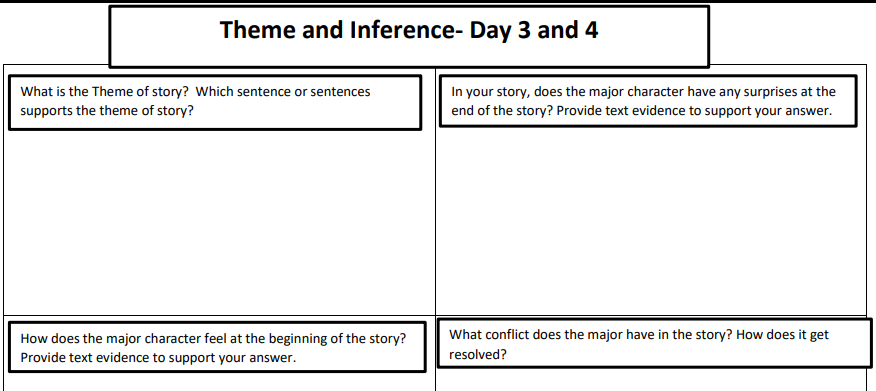 Theme and Inference- Day 3 and 4
What is the Theme of story? Which sentence or sentences
supports the theme of story?
In your story, does the major character have any surprises at the
end of the story? Provide text evidence to support your answer.
How does the major character feel at the beginning of the story?
Provide text evidence to support your answer.
What conflict does the major have in the story? How does it get
resolved?